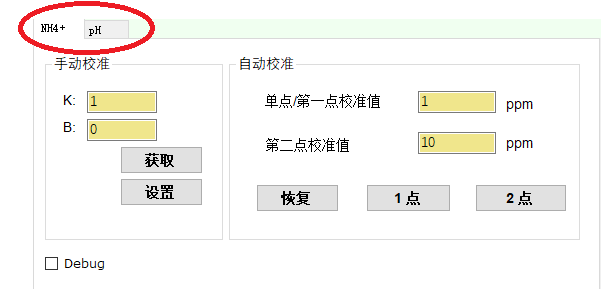 NH4+ pH
手动校准
K: 1
B: 0
获取
设置
自动校准
单点/第一点校准值 1 ppm
第二点校准值 10 ppm
恢复 1 点 2 点
Debug